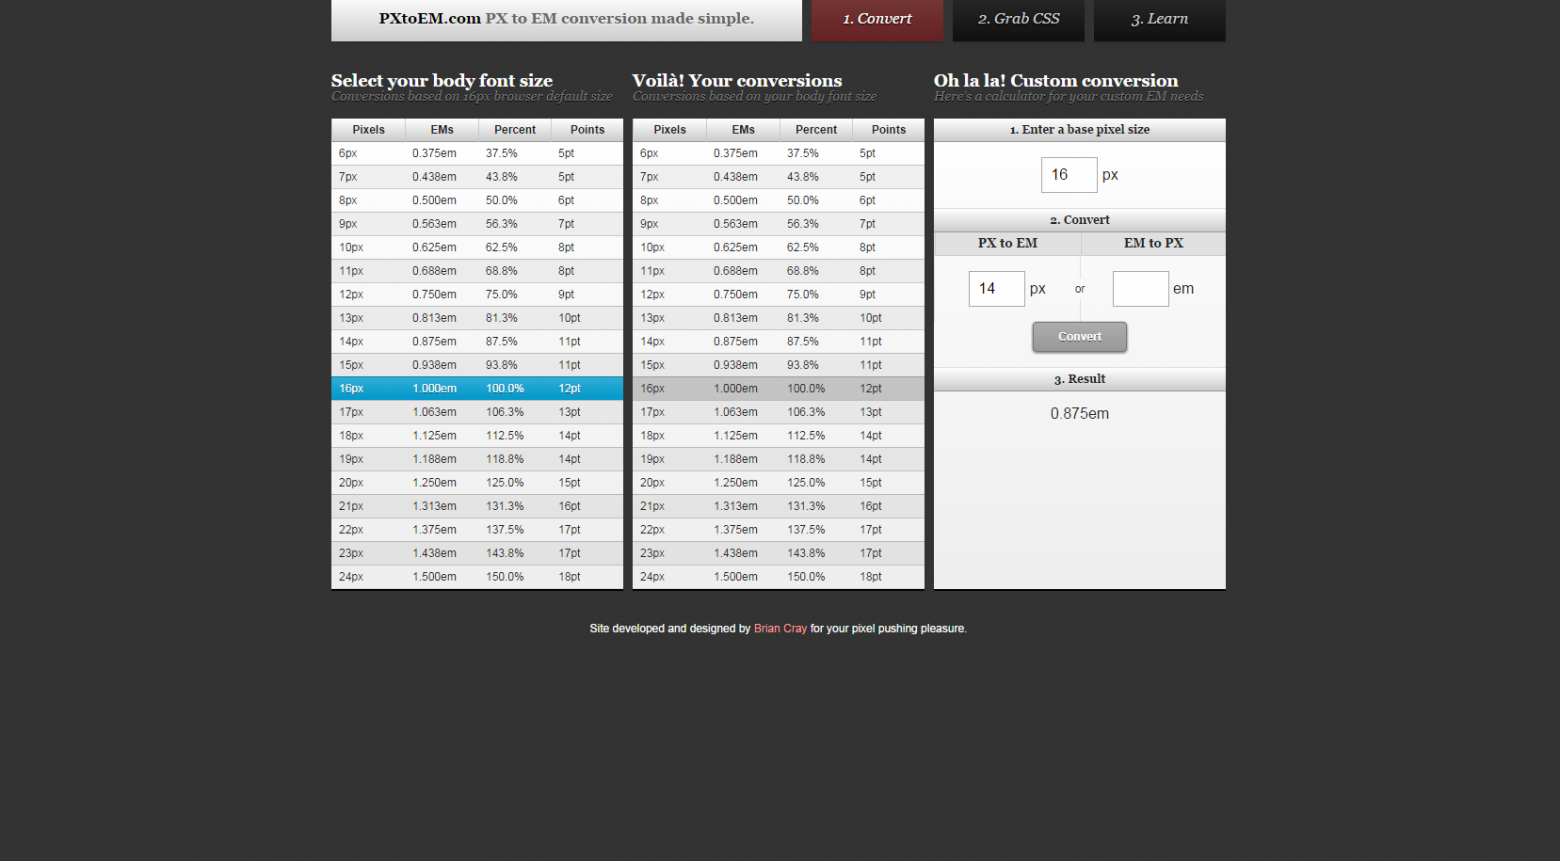 PXtoEM.com PX to EM conversion made simple.
1. Convert
2. Grab CSS
3. Learn
Select your body font size
Conversions based on 16px browser default size
Pixels EMs Percent Points
6px 0.375em 37.5% 5pt
7px 0.438em 43.8% 5pt
8px 0.500em 50.0% 6pt
9px 0.563em 56.3% 7pt
10px 0.625em 62.5% 8pt
11px 0.688em 68.8% 8pt
12px 0.750em 75.0% 9pt
13px 0.813em 81.3% 10pt
14px 0.875em 87.5% 11pt
15px 0.938em 93.8% 11pt
16px 1.000em 100.0% 12pt
17px 1.063em 106.3% 13pt
18px 1.125em 112.5% 14pt
19px 1.188em 118.8% 14pt
20px 1.250em 125.0% 15pt
21px 1.313em 131.3% 16pt
22px 1.375em 137.5% 17pt
23px 1.438em 143.8% 17pt
24px 1.500em 150.0% 18pt
Voilà! Your conversions
Conversions based on your body font size
Pixels EMs Percent Points
6px 0.375em 37.5% 5pt
7px 0.438em 43.8% 5pt
8px 0.500em 50.0% 6pt
9px 0.563em 56.3% 7pt
10px 0.625em 62.5% 8pt
11px 0.688em 68.8% 8pt
12px 0.750em 75.0% 9pt
13px 0.813em 81.3% 10pt
14px 0.875em 87.5% 11pt
15px 0.938em 93.8% 11pt
16px 1.000em 100.0% 12pt
17px 1.063em 106.3% 13pt
18px 1.125em 112.5% 14pt
19px 1.188em 118.8% 14pt
20px 1.250em 125.0% 15pt
21px 1.313em 131.3% 16pt
22px 1.375em 137.5% 17pt
23px 1.438em 143.8% 17pt
24px 1.500em 150.0% 18pt
Oh la la! Custom conversion
Here's a calculator for your custom EM needs
1. Enter a base pixel size
16 px
2. Convert
PX to EM EM to PX
14 px or em
Convert
3. Result
0.875em
Site developed and designed by Brian Cray for your pixel pushing pleasure.